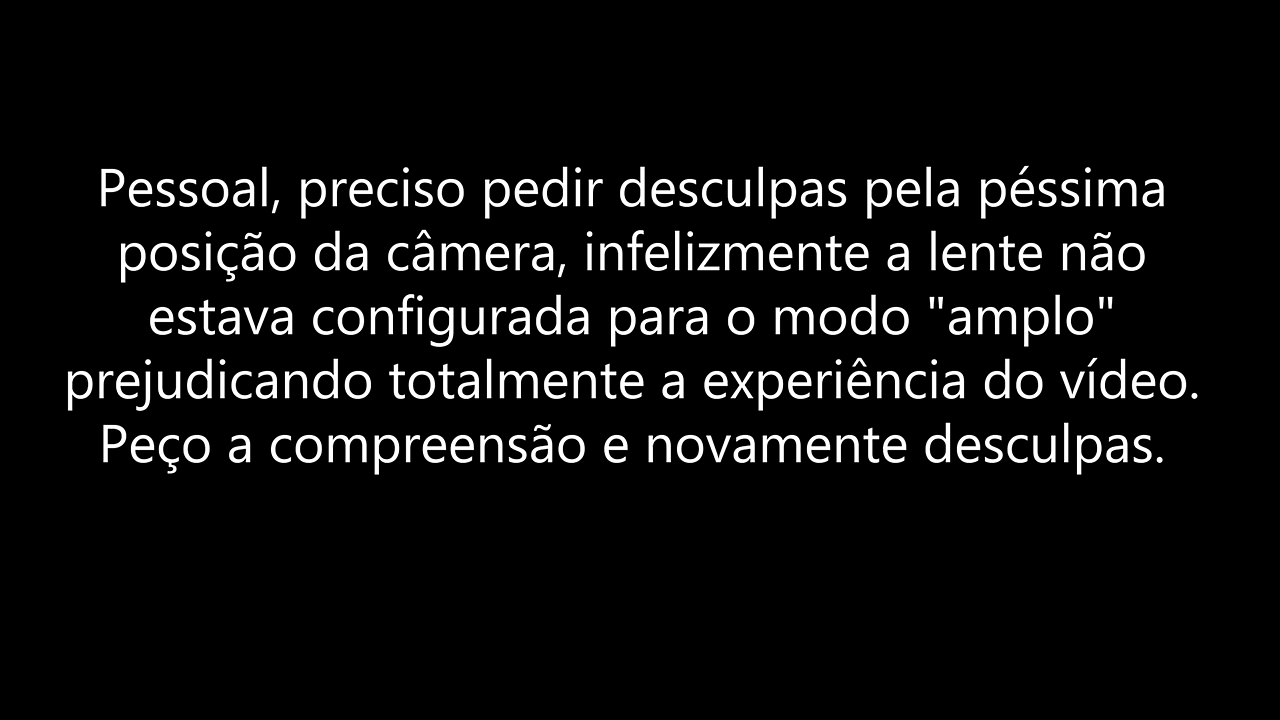 Pessoal, preciso pedir desculpas pela péssima
posição da câmera, infelizmente a lente não
estava configurada para o modo "amplo"
prejudicando totalmente a experiência do vídeo.
Peço a compreensão e novamente desculpas.